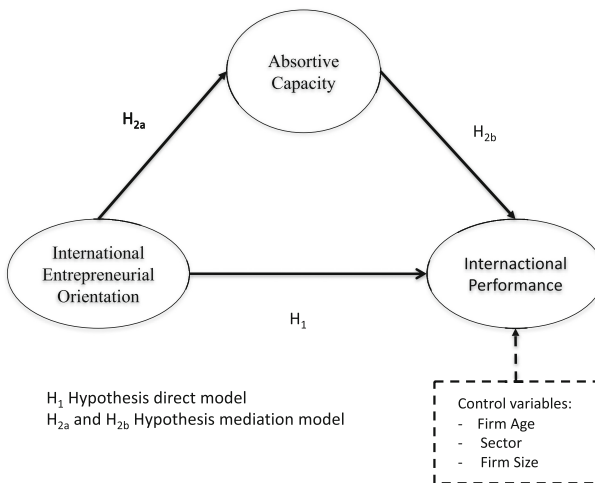 Absortive
Capacity
H2a
H2b
International
Entrepreneurial
Orientation
Internactional
Performance
H1
H1 Hypothesis direct model
H2a and H2b Hypothesis mediation model
Control variables:
- Firm Age
- Sector
- Firm Size